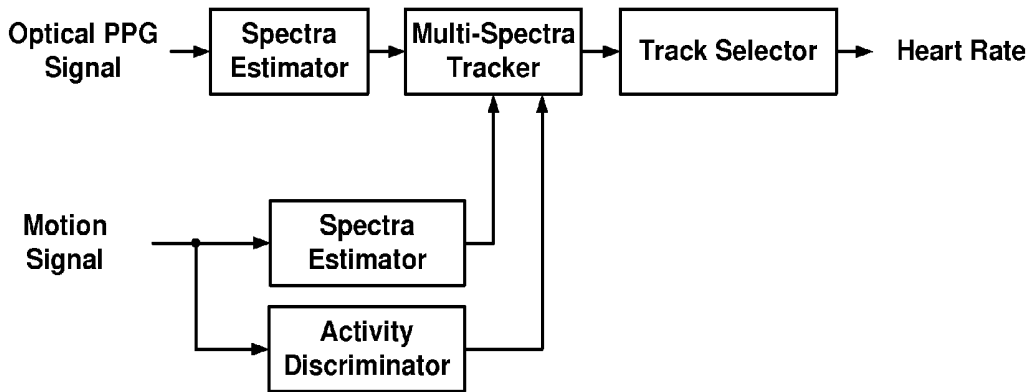 Optical PPG
Signal
Spectra
Estimator
Multi-Spectra
Tracker
Track Selector
Heart Rate
Motion
Signal
Spectra
Estimator
Activity
Discriminator